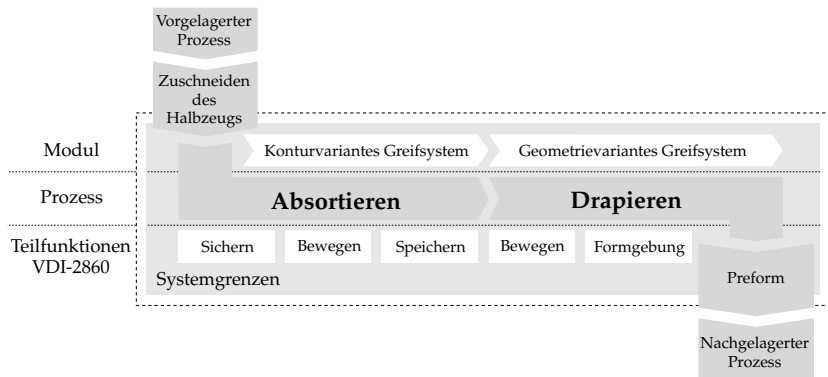 Vorgelagerter
Prozess
Zuschneiden
des
Halbzeugs
Modul
Konturvariantes Greifsystem
Geometrievariantes Greifsystem
Prozess
Absortieren
Drapieren
Teilfunktionen
VDI-2860
Sichern
Bewegen
Speichern
Bewegen
Formgebung
Systemgrenzen
Preform
Nachgelagerter
Prozess